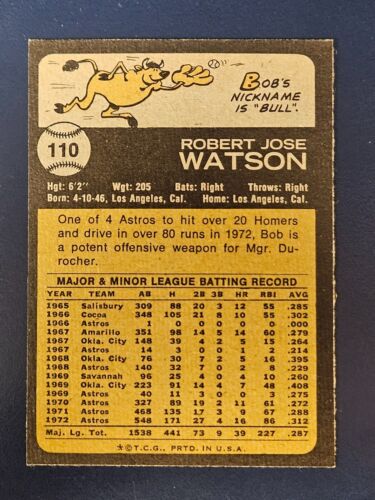 BOB'S
NICKNAME
IS "BULL".
110
ROBERT JOSE
WATSON
Hgt: 6'2" Wgt: 205 Bats: Right Throws: Right
Born: 4-10-46, Los Angeles, Cal. Home: Los Angeles, Cal.
One of 4 Astros to hit over 20 Homers
and drive in over 80 runs in 1972, Bob is
a potent offensive weapon for Mgr. Du-
rocher.
MAJOR & MINOR LEAGUE BATTING RECORD
YEAR TEAM AB H 2B 3B HR RBI AVG
1965 Salisbury 309 88 20 3 12 55 .285
1966 Cocoa 348 105 21 8 10 55 .302
1966 Astros 1 0 0 0 0 0 .000
1967 Amarillo 351 98 14 5 14 60 .279
1967 Okla. City 148 39 4 2 5 15 .264
1967 Astros 14 3 0 0 1 2 .214
1968 Okla. City 76 30 7 2 5 16 .395
1968 Astros 140 32 7 0 2 8 .229
1969 Savannah 96 25 4 0 4 10 .260
1969 Okla. City 223 91 14 4 7 48 .408
1969 Astros 40 11 3 0 0 3 .275
1970 Astros 327 89 19 2 11 61 .272
1971 Astros 468 135 17 3 9 67 .288
1972 Astros 548 171 27 4 16 86 .312
Maj. Lg. Tot. 1538 441 73 9 39 227 .287
*©T.C.G., PRTD. IN U.S.A.